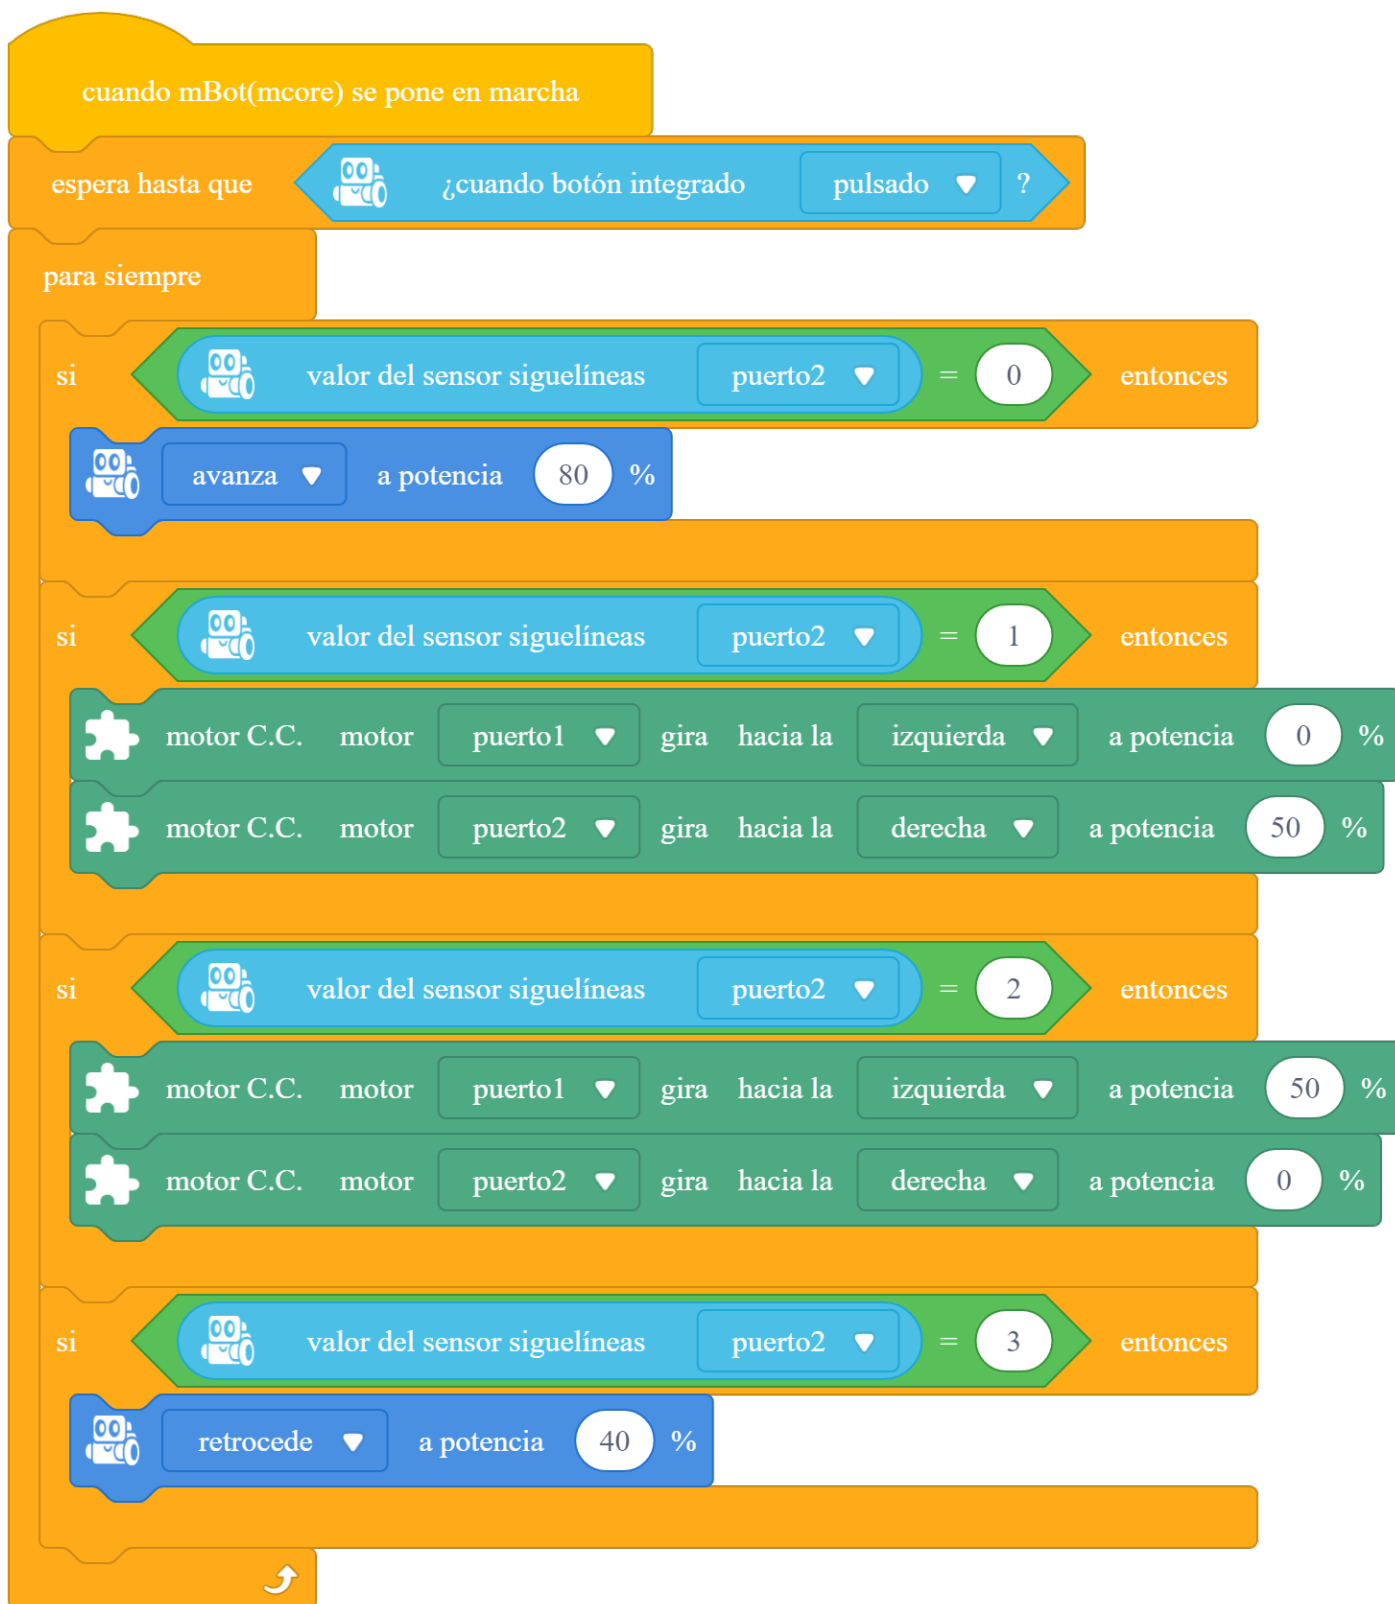 cuando mBot(mcore) se pone en marcha
espera hasta que ¿cuando botón integrado pulsado ?
para siempre
si valor del sensor siguelíneas puerto2 = 0 entonces
avanza a potencia 80 %
si valor del sensor siguelíneas puerto2 = 1 entonces
motor C.C. motor puerto1 gira hacia la izquierda a potencia 0 %
motor C.C. motor puerto2 gira hacia la derecha a potencia 50 %
si valor del sensor siguelíneas puerto2 = 2 entonces
motor C.C. motor puerto1 gira hacia la izquierda a potencia 50 %
motor C.C. motor puerto2 gira hacia la derecha a potencia 0 %
si valor del sensor siguelíneas puerto2 = 3 entonces
retrocede a potencia 40 %